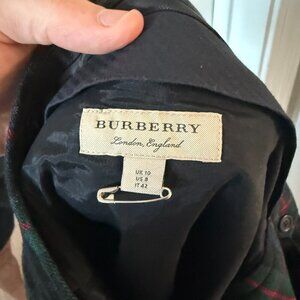 BURBERRY
London, England
UK 10
US 8
IT 42